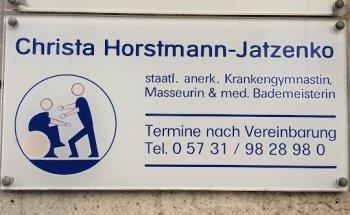 Christa Horstmann-Jatzenko
staatl. anerk. Krankengymnastin,
Masseurin & med. Bademeisterin
Termine nach Vereinbarung
Tel. 0 57 31 / 98 28 98 0